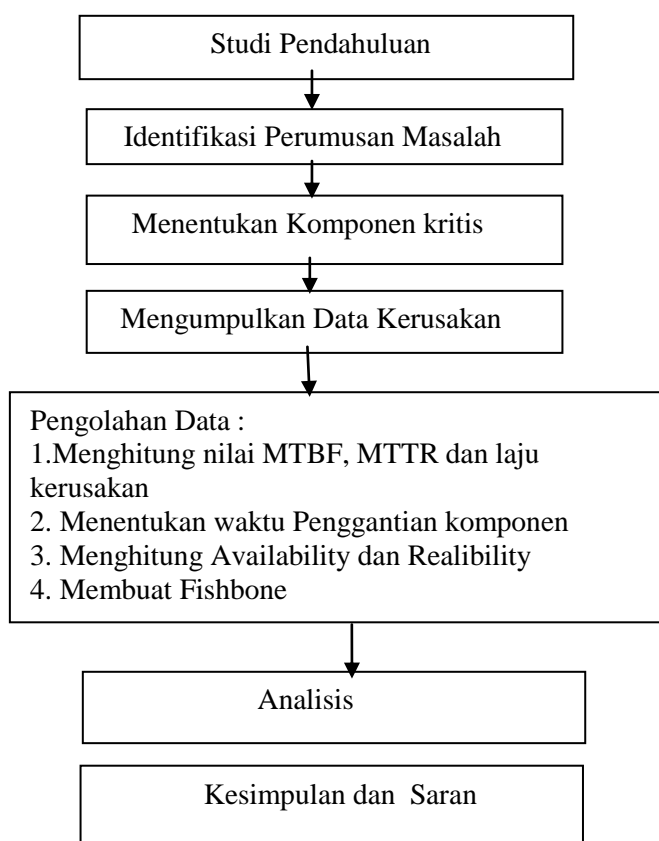 Studi Pendahuluan
Identifikasi Perumusan Masalah
Menentukan Komponen kritis
Mengumpulkan Data Kerusakan
Pengolahan Data :
1.Menghitung nilai MTBF, MTTR dan laju
kerusakan
2. Menentukan waktu Penggantian komponen
3. Menghitung Availability dan Realibility
4. Membuat Fishbone
Analisis
Kesimpulan dan Saran